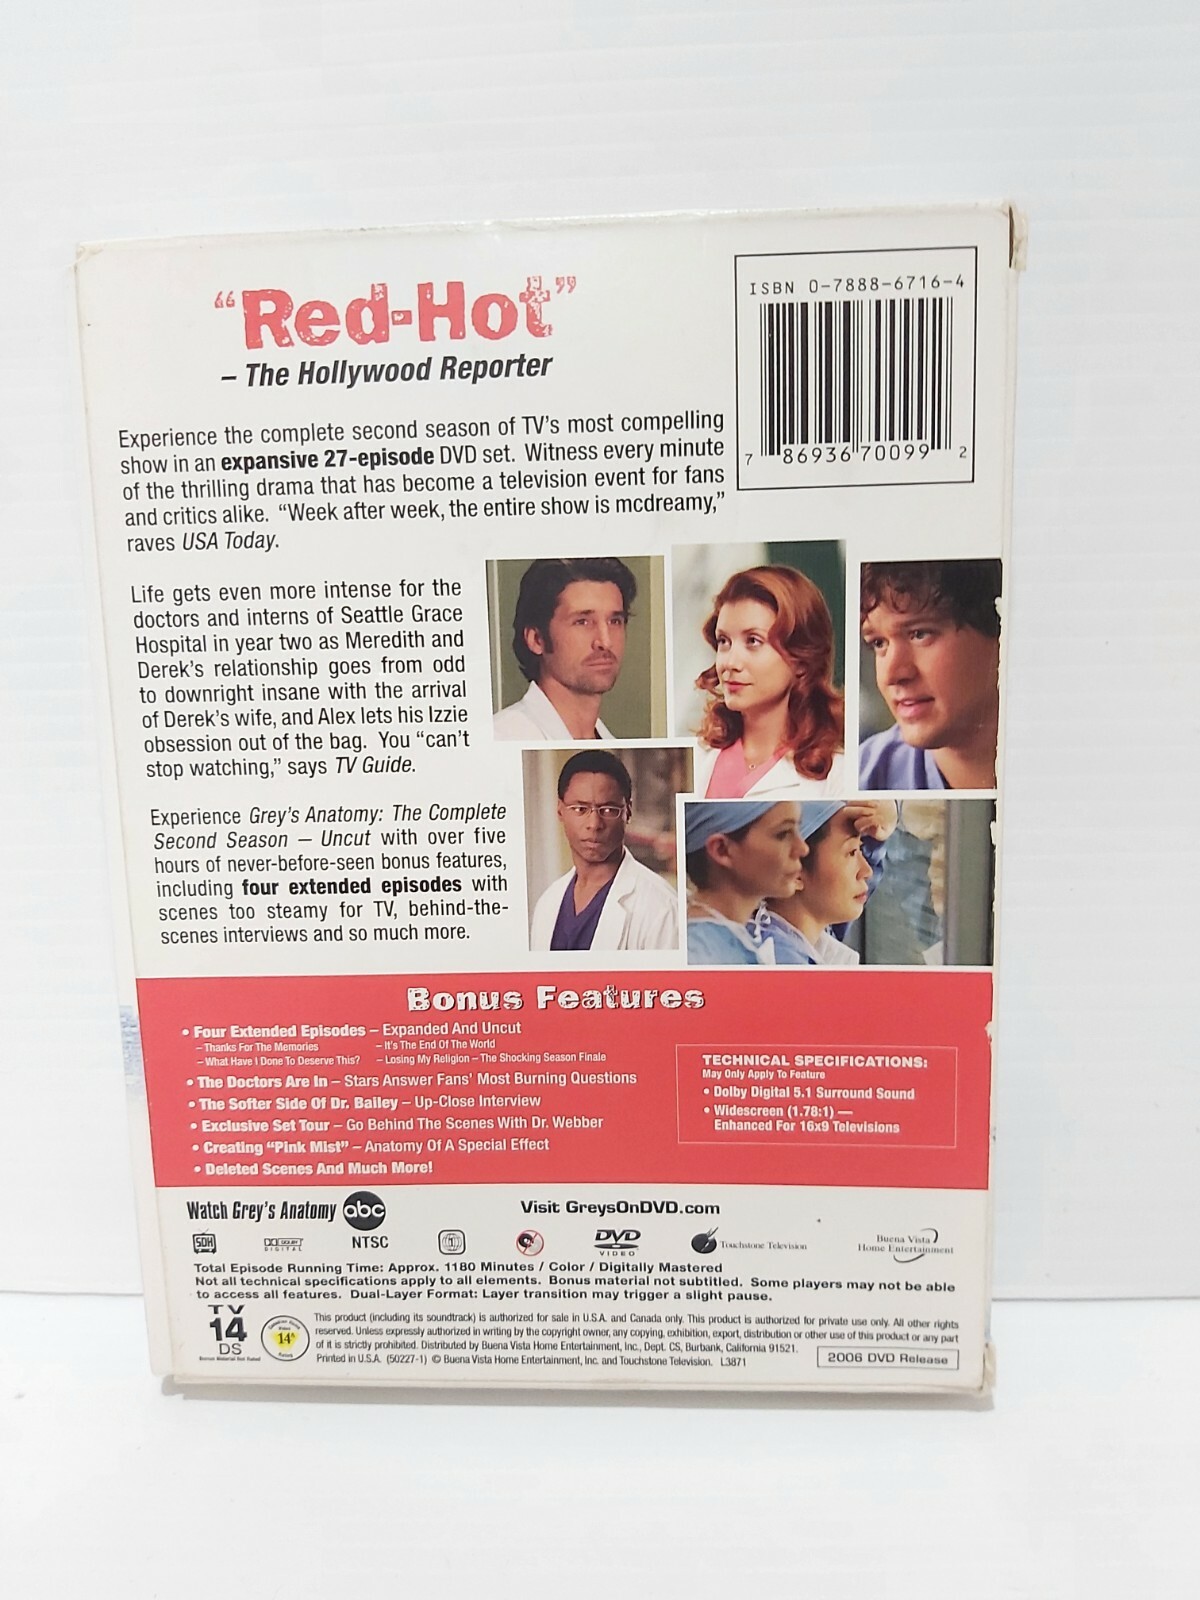 “Red-Hot”
– The Hollywood Reporter
ISBN 0-7888-6716-4
7 86936 70099 2
Experience the complete second season of TV's most compelling
show in an expansive 27-episode DVD set. Witness every minute
of the thrilling drama that has become a television event for fans
and critics alike. “Week after week, the entire show is mcdreamy,”
raves USA Today.
Life gets even more intense for the
doctors and interns of Seattle Grace
Hospital in year two as Meredith and
Derek's relationship goes from odd
to downright insane with the arrival
of Derek's wife, and Alex lets his Izzie
obsession out of the bag. You “can't
stop watching,” says TV Guide.
Experience Grey's Anatomy: The Complete
Second Season – Uncut with over five
hours of never-before-seen bonus features,
including four extended episodes with
scenes too steamy for TV, behind-the-
scenes interviews and so much more.
Bonus Features
• Four Extended Episodes – Expanded And Uncut
– Thanks For The Memories – It's The End Of The World
– What Have I Done To Deserve This? – Losing My Religion – The Shocking Season Finale
• The Doctors Are In – Stars Answer Fans' Most Burning Questions
• The Softer Side Of Dr. Bailey – Up-Close Interview
• Exclusive Set Tour – Go Behind The Scenes With Dr. Webber
• Creating “Pink Mist” – Anatomy Of A Special Effect
• Deleted Scenes And Much More!
TECHNICAL SPECIFICATIONS:
May Only Apply To Feature
• Dolby Digital 5.1 Surround Sound
• Widescreen (1.78:1) —
Enhanced For 16x9 Televisions
Watch Grey's Anatomy abc
Visit GreysOnDVD.com
SDH
DOLBY
DIGITAL
NTSC
1
DVD
VIDEO
Touchstone Television
Buena Vista
Home Entertainment
Total Episode Running Time: Approx. 1180 Minutes / Color / Digitally Mastered
Not all technical specifications apply to all elements. Bonus material not subtitled. Some players may not be able
to access all features. Dual-Layer Format: Layer transition may trigger a slight pause.
TV
14
DS
Bonus Material Not Rated
14A
This product (including its soundtrack) is authorized for sale in U.S.A. and Canada only. This product is authorized for private use only. All other rights
reserved. Unless expressly authorized in writing by the copyright owner, any copying, exhibition, export, distribution or other use of this product or any part
of it is strictly prohibited. Distributed by Buena Vista Home Entertainment, Inc., Dept. CS, Burbank, California 91521.
Printed in U.S.A. (50227-1) © Buena Vista Home Entertainment, Inc. and Touchstone Television. L3871
2006 DVD Release